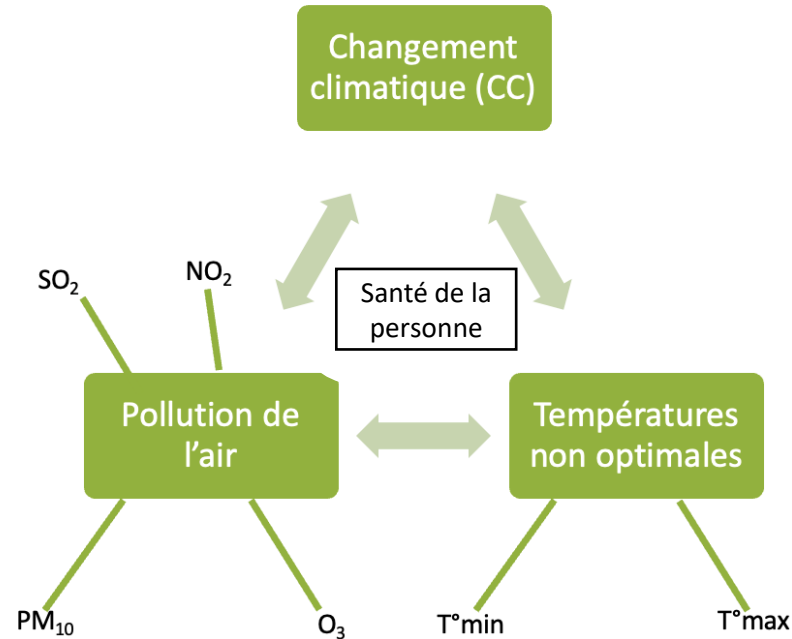 Changement
climatique (CC)
SO₂
NO₂
Santé de la
personne
Pollution de
l'air
Températures
non optimales
PM₁₀
O₃
T°min
T°max